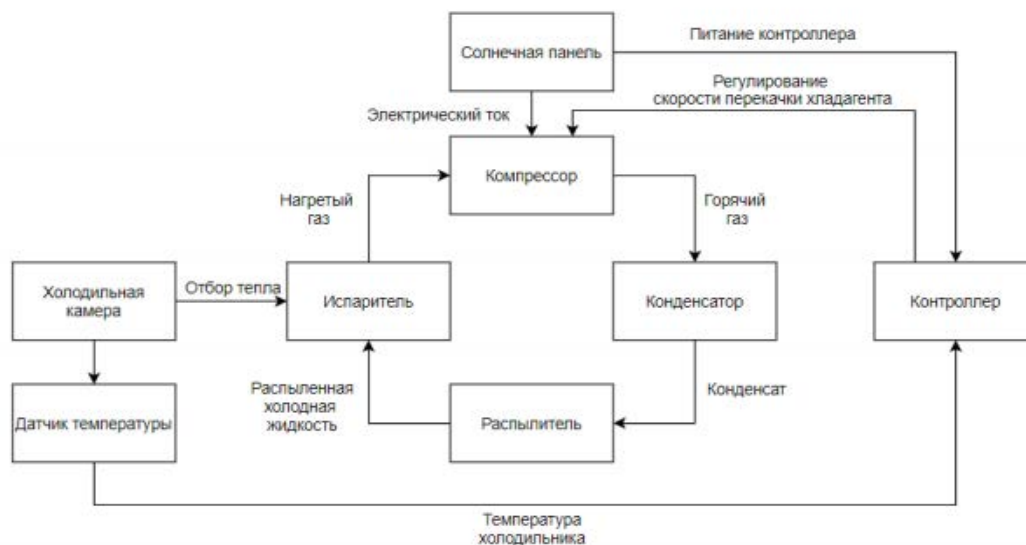 Солнечная панель
Питание контроллера
Регулирование
скорости перекачки хладагента
Электрический ток
Компрессор
Нагретый
газ
Горячий
газ
Холодильная
камера
Отбор тепла
Испаритель
Конденсатор
Контроллер
Распыленная
холодная
жидкость
Конденсат
Датчик температуры
Распылитель
Температура
холодильника